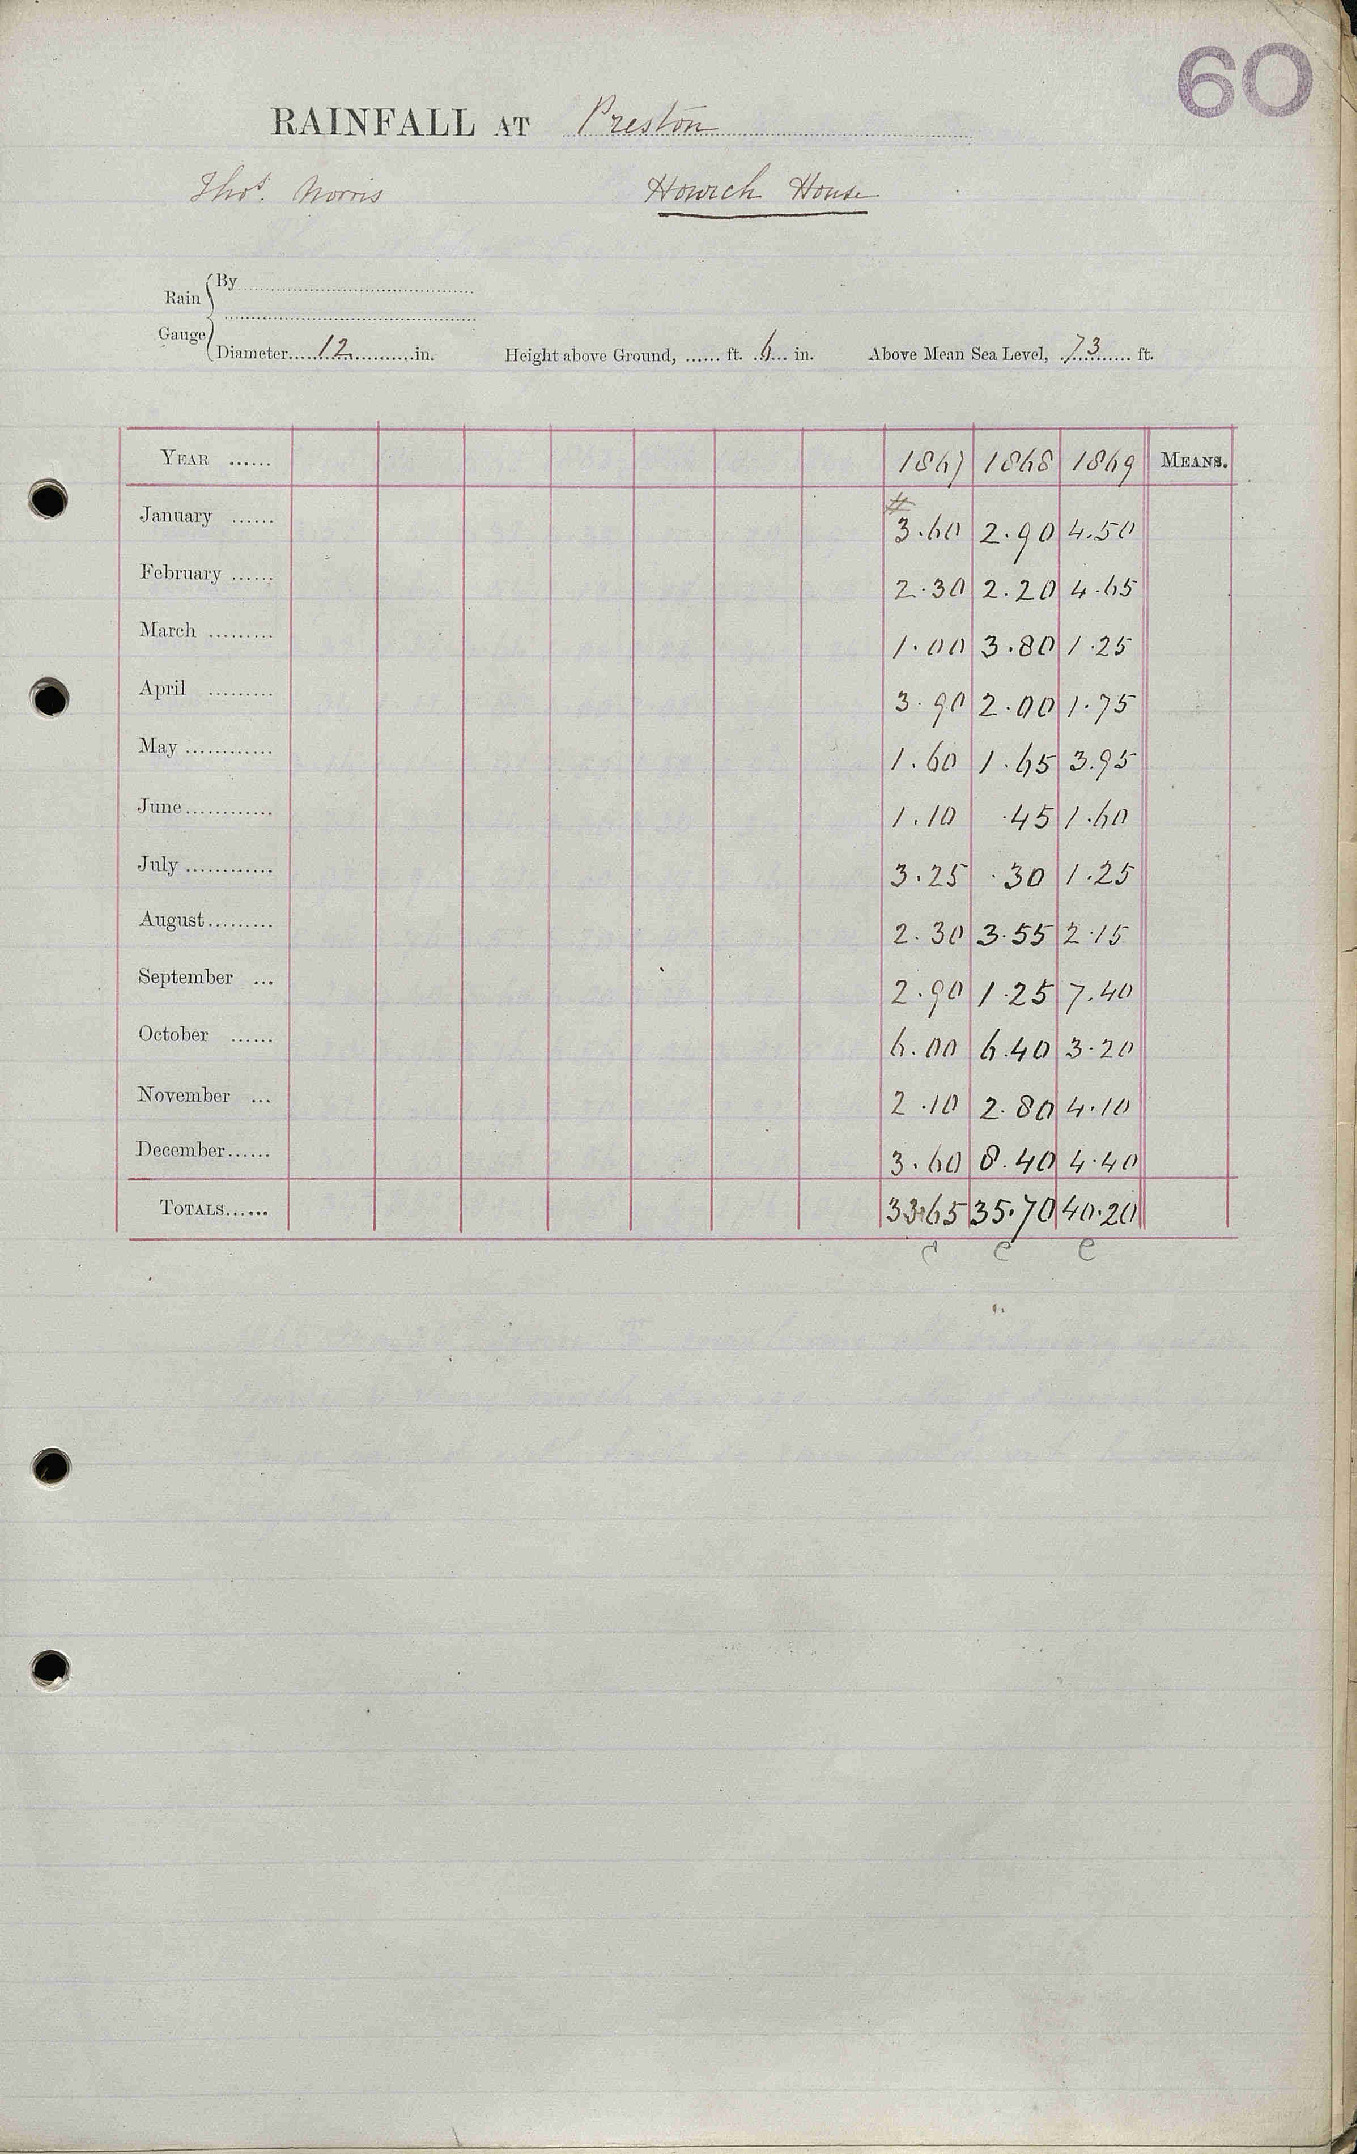 60
RAINFALL AT Preston
Thos. Norris Howick House
Rain Gauge
By
Diameter 12 in. Height above Ground, ...... ft. 6 in. Above Mean Sea Level, 73 ft.
YEAR ...... 1867 1868 1869 MEANS.
January ...... # 3.60 2.90 4.50
February ...... 2.30 2.20 4.65
March ......... 1.00 3.80 1.25
April ......... 3.90 2.00 1.75
May ............ 1.60 1.65 3.95
June ............ 1.10 .45 1.60
July ............ 3.25 .30 1.25
August ......... 2.30 3.55 2.15
September ... 2.90 1.25 7.40
October ...... 6.00 6.40 3.20
November ... 2.10 2.80 4.10
December ...... 3.60 8.40 4.40
TOTALS ...... 33.65 35.70 40.20
c c c